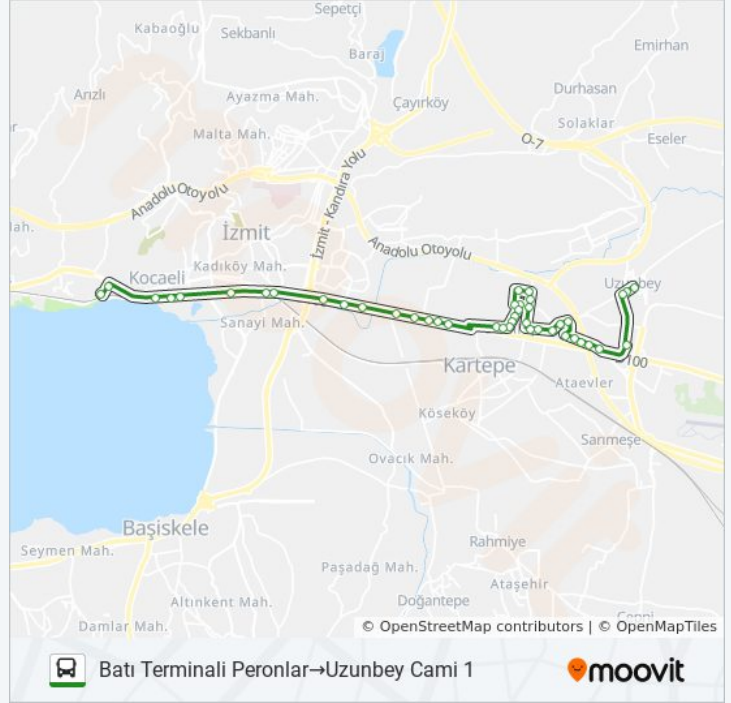 Sepetçi
Kabaoğlu
Sekbanlı
Emirhan
Baraj
Arızlı
Ayazma Mah.
Çayırköy
Durhasan
Solaklar
Malta Mah.
O-7
Eseler
Anadolu Otoyolu
İzmit - Kandıra Yolu
lah.
İzmit
Anadolu Otoyolu
Kocaeli
Kadıköy Mah.
Uzunbey
Sanayi Mah.
Kartepe
100
Ataevler
Köseköy
Sarımeşe
Ovacık Mah.
Başiskele
Rahmiye
Seymen Mah.
Paşadağ Mah.
Ataşehir
Altınkent Mah.
Doğantepe
Damlar Mah.
© OpenStreetMap contributors | © OpenMapTiles
Batı Terminali Peronlar→Uzunbey Cami 1
moovit